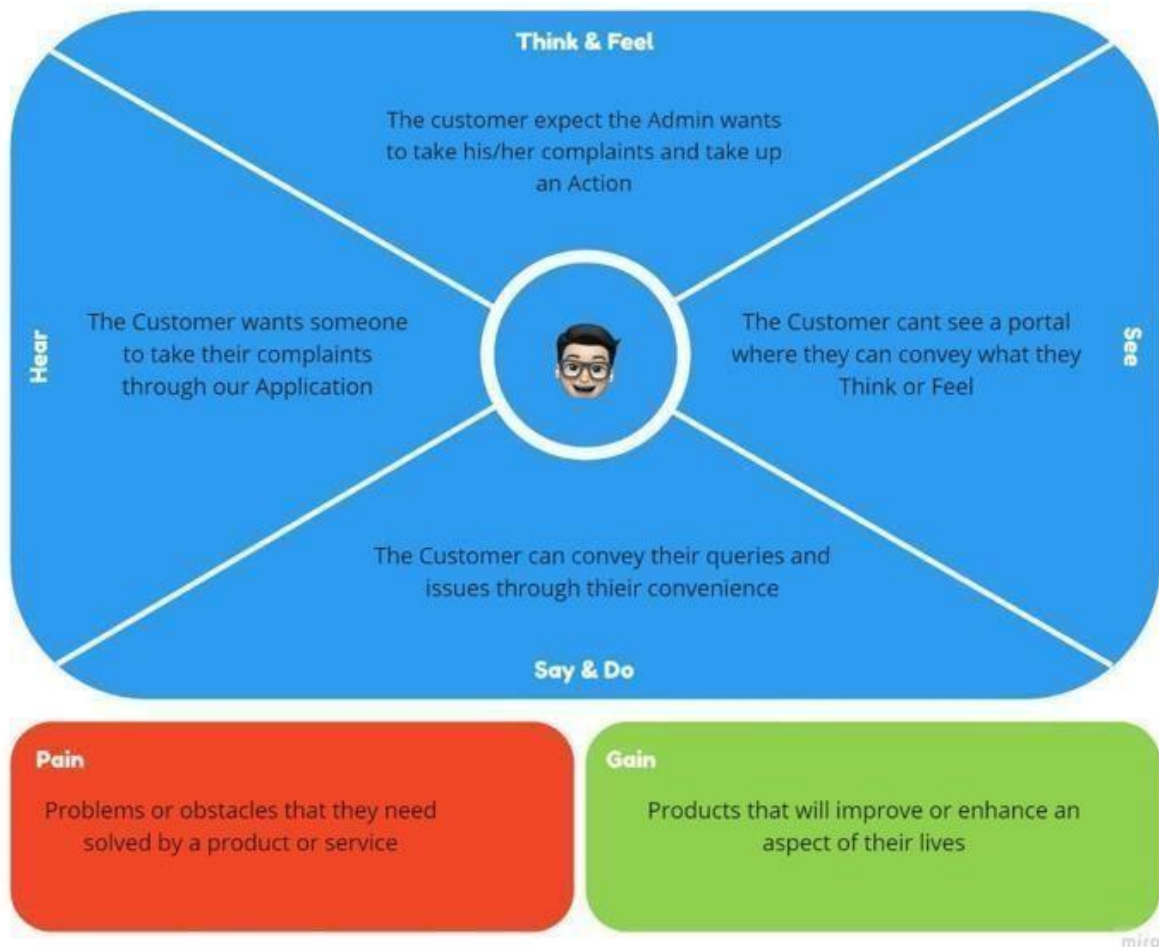 Think & Feel
The customer expect the Admin wants
to take his/her complaints and take up
an Action
Hear
The Customer wants someone
to take their complaints
through our Application
The Customer cant see a portal
where they can convey what they
Think or Feel
See
The Customer can convey their queries and
issues through thieir convenience
Say & Do
Pain
Problems or obstacles that they need
solved by a product or service
Gain
Products that will improve or enhance an
aspect of their lives
miro